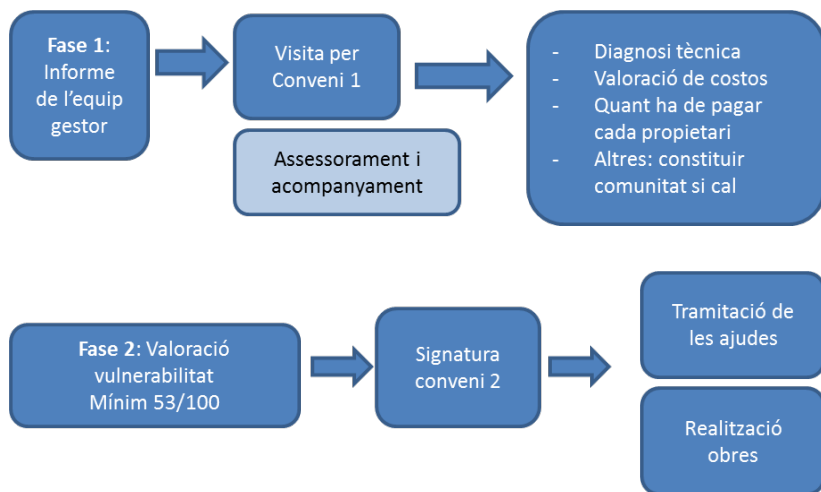 Fase 1:
Informe
de l’equip
gestor
Visita per
Conveni 1
Assessorament i
acompanyament
- Diagnosi tècnica
- Valoració de costos
- Quant ha de pagar
cada propietari
- Altres: constituir
comunitat si cal
Fase 2: Valoració
vulnerabilitat
Mínim 53/100
Signatura
conveni 2
Tramitació de
les ajudes
Realització
obres